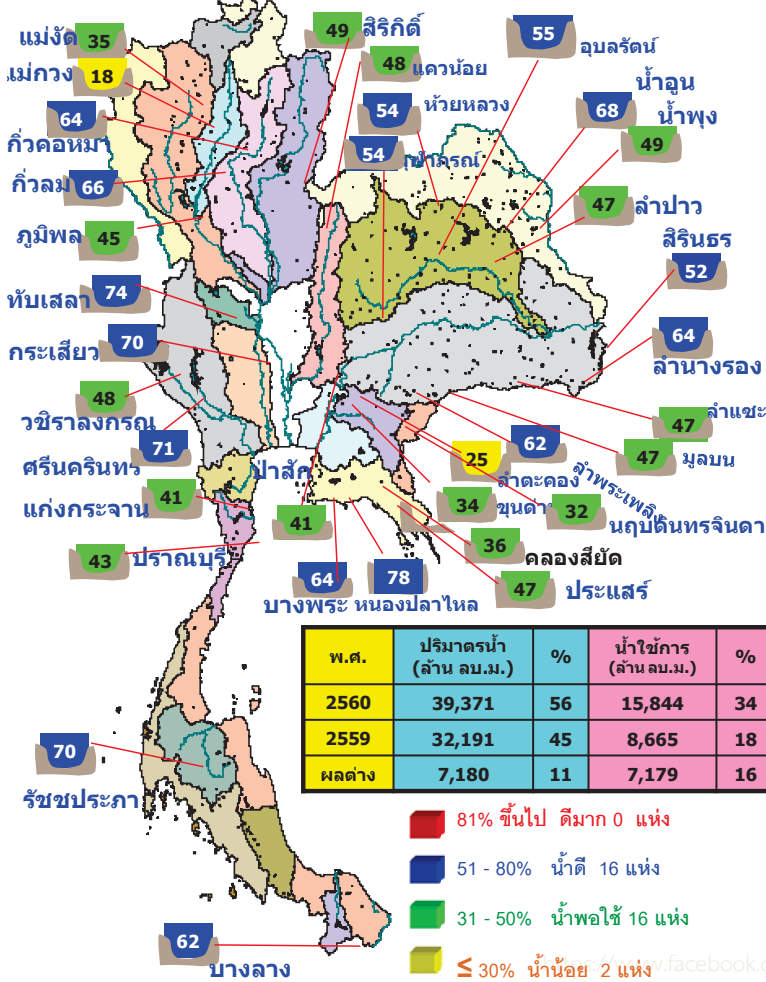 แม่งัด
35
แม่กวง
18
64
กิ่วคอหมา
กิ่วลม
66
ภูมิพล
45
ทับเสลา
74
กระเสียว
70
48
วชิราลงกรณ
71
ศรีนครินทร
แก่งกระจาน
41
43
ปราณบุรี
49
สิริกิติ์
48
แควน้อย
54
ห้วยหลวง
54
จุฬาภรณ์
55
อุบลรัตน์
68
น้ำอูน
น้ำพุง
49
47
ลำปาว
สิรินธร
52
64
ลำนางรอง
47
ลำแชะ
47
มูลบน
62
25
ลำตะคอง
ลำพระเพลิง
34
ขุนด่าน
32
นฤบดินทรจินดา
ป่าสัก
41
36
คลองสียัด
64
บางพระ
78
หนองปลาไหล
47
ประแสร์
พ.ศ. ปริมาตรน้ำ (ล้าน ลบ.ม.) % น้ำใช้การ (ล้าน ลบ.ม.) %
2560 39,371 56 15,844 34
2559 32,191 45 8,665 18
ผลต่าง 7,180 11 7,179 16
70
รัชชประภา
62
บางลาง
81% ขึ้นไป ดีมาก 0 แห่ง
51 - 80% น้ำดี 16 แห่ง
31 - 50% น้ำพอใช้ 16 แห่ง
≤ 30% น้ำน้อย 2 แห่ง